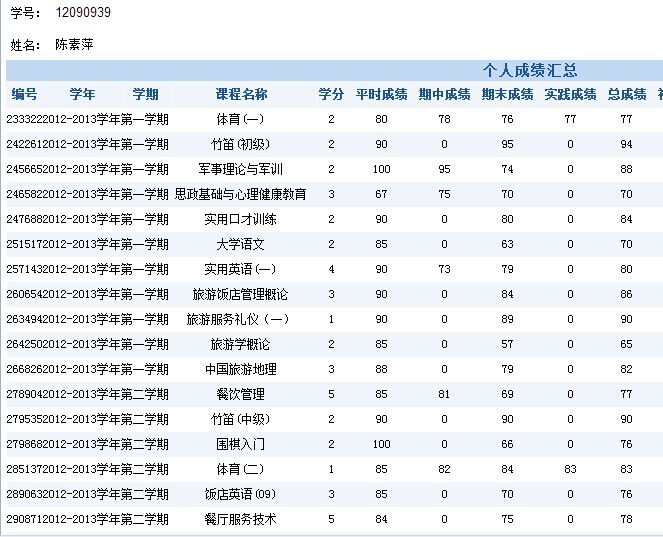 学号： 12090939
姓名： 陈素萍
个人成绩汇总
编号 学年 学期 课程名称 学分 平时成绩 期中成绩 期末成绩 实践成绩 总成绩
2333222 2012-2013学年 第一学期 体育(一) 2 80 78 76 77 77
2422612 2012-2013学年 第一学期 竹笛(初级) 2 90 0 95 0 94
2456652 2012-2013学年 第一学期 军事理论与军训 2 100 95 74 0 88
2465822 2012-2013学年 第一学期 思政基础与心理健康教育 3 67 75 70 0 70
2476882 2012-2013学年 第一学期 实用口才训练 2 90 0 80 0 84
2515172 2012-2013学年 第一学期 大学语文 2 85 0 63 0 70
2571432 2012-2013学年 第一学期 实用英语(一) 4 90 73 79 0 80
2606542 2012-2013学年 第一学期 旅游饭店管理概论 3 90 0 84 0 86
2634942 2012-2013学年 第一学期 旅游服务礼仪（一） 1 90 0 89 0 90
2642502 2012-2013学年 第一学期 旅游学概论 2 85 0 57 0 65
2668262 2012-2013学年 第一学期 中国旅游地理 3 88 0 79 0 82
2789042 2012-2013学年 第二学期 餐饮管理 5 85 81 69 0 77
2795352 2012-2013学年 第二学期 竹笛(中级) 2 90 0 90 0 90
2798682 2012-2013学年 第二学期 围棋入门 2 100 0 66 0 76
2851372 2012-2013学年 第二学期 体育(二) 1 85 82 84 83 83
2890632 2012-2013学年 第二学期 饭店英语(09) 3 85 0 70 0 76
2908712 2012-2013学年 第二学期 餐厅服务技术 5 84 0 75 0 78